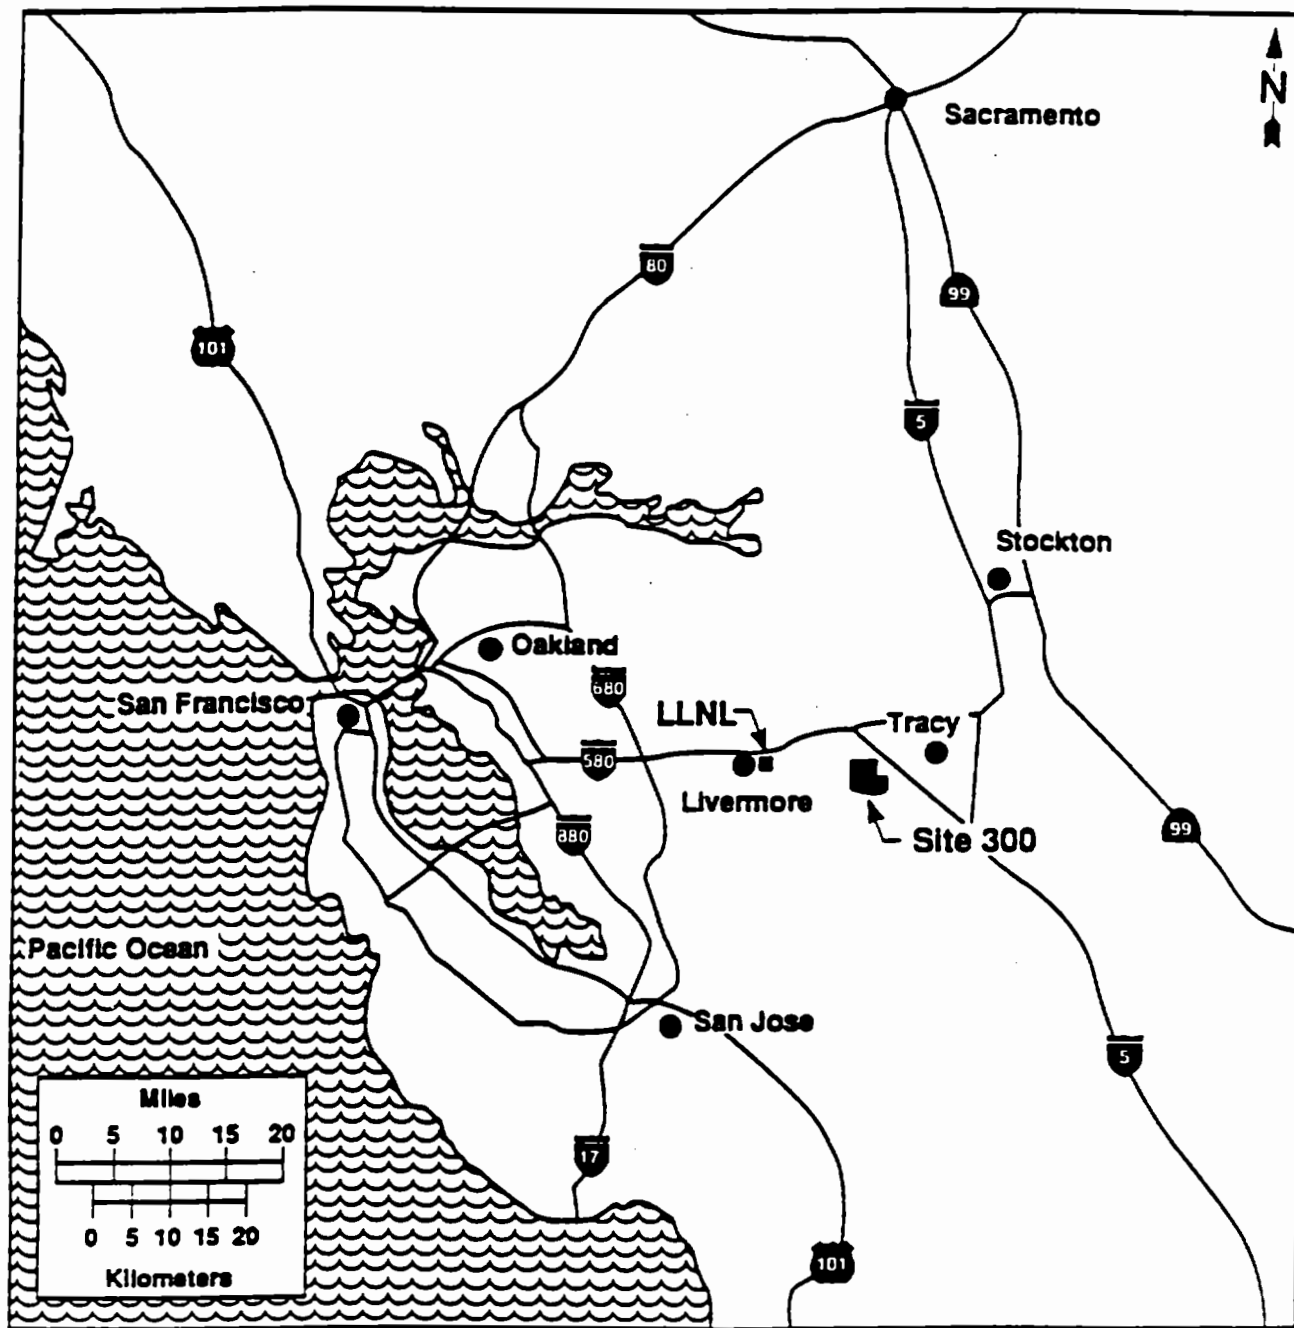 N
Sacramento
80
99
101
5
Stockton
Oakland
680
San Francisco
LLNL
Tracy
580
Livermore
880
Site 300
99
Pacific Ocean
San Jose
5
Miles
0 5 10 15 20
17
0 5 10 15 20
Kilometers
101